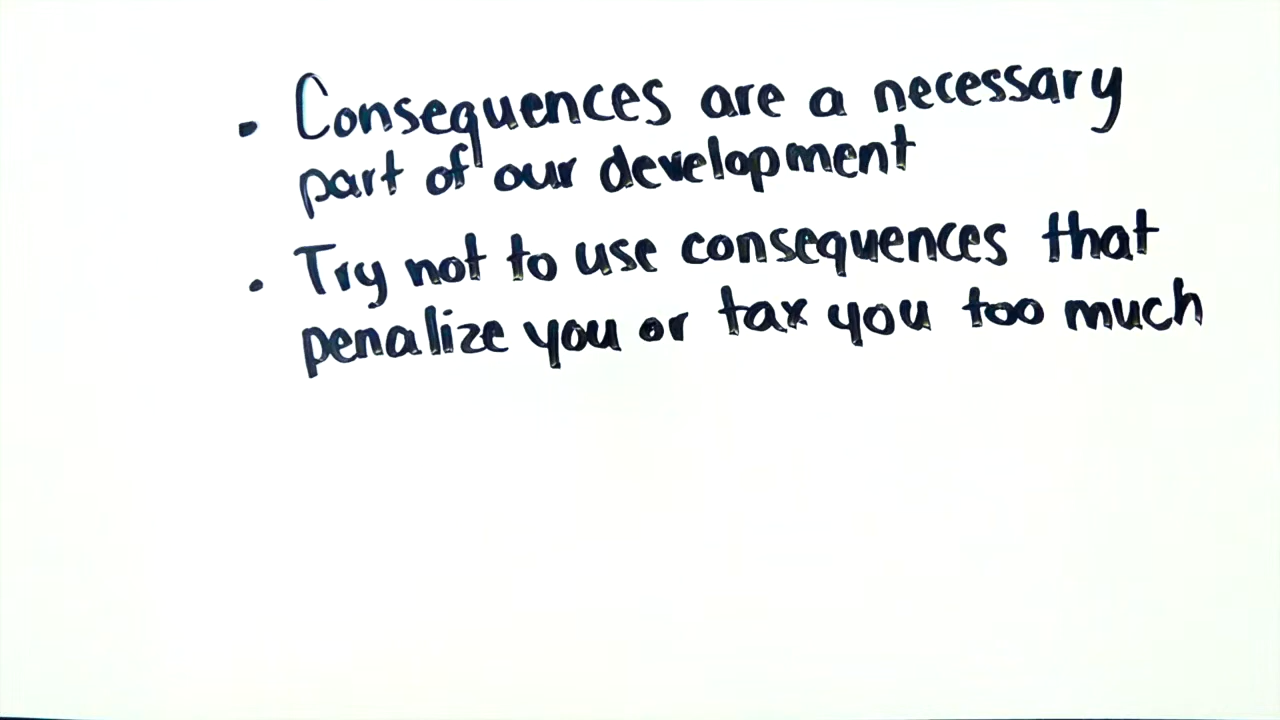 • Consequences are a necessary
part of our development
• Try not to use consequences that
penalize you or tax you too much